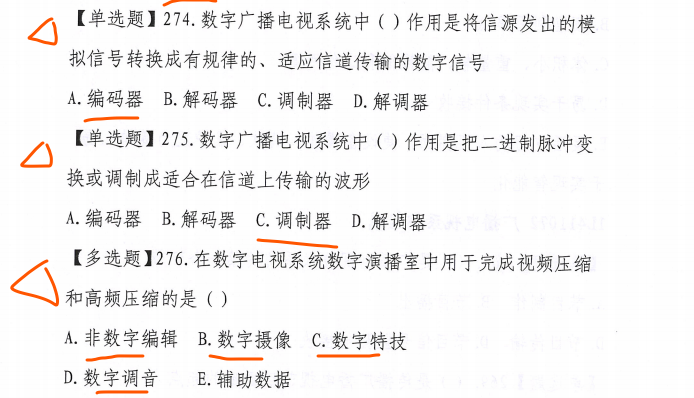 【单选题】274.数字广播电视系统中（）作用是将信源发出的模
拟信号转换成有规律的、适应信道传输的数字信号
A.编码器 B.解码器 C.调制器 D.解调器
【单选题】275.数字广播电视系统中（）作用是把二进制脉冲变
换或调制成适合在信道上传输的波形
A.编码器 B.解码器 C.调制器 D.解调器
【多选题】276.在数字电视系统数字演播室中用于完成视频压缩
和高频压缩的是（）
A.非数字编辑 B.数字摄像 C.数字特技
D.数字调音 E.辅助数据